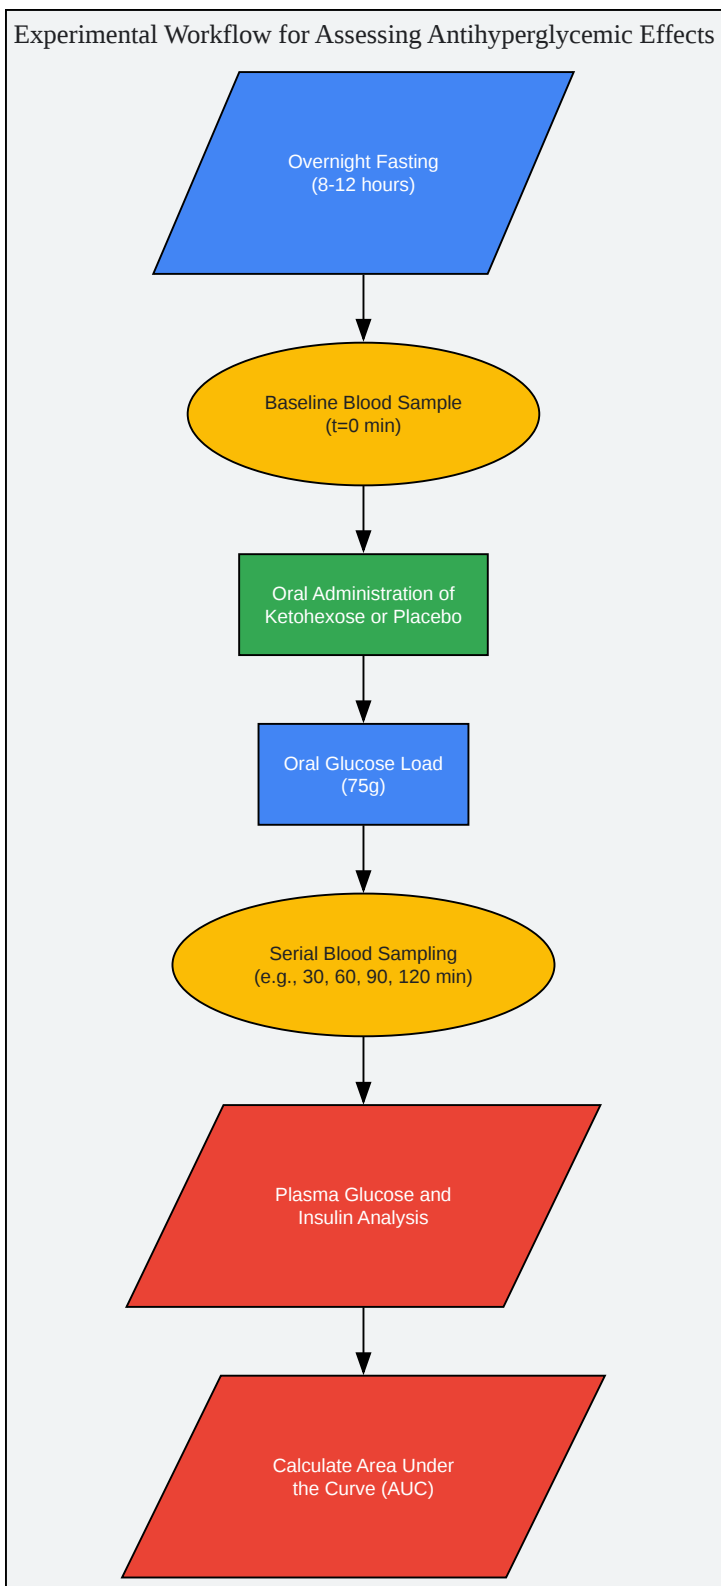 Experimental Workflow for Assessing Antihyperglycemic Effects
Overnight Fasting
(8-12 hours)
Baseline Blood Sample
(t=0 min)
Oral Administration of
Ketohexose or Placebo
Oral Glucose Load
(75g)
Serial Blood Sampling
(e.g., 30, 60, 90, 120 min)
Plasma Glucose and
Insulin Analysis
Calculate Area Under
the Curve (AUC)